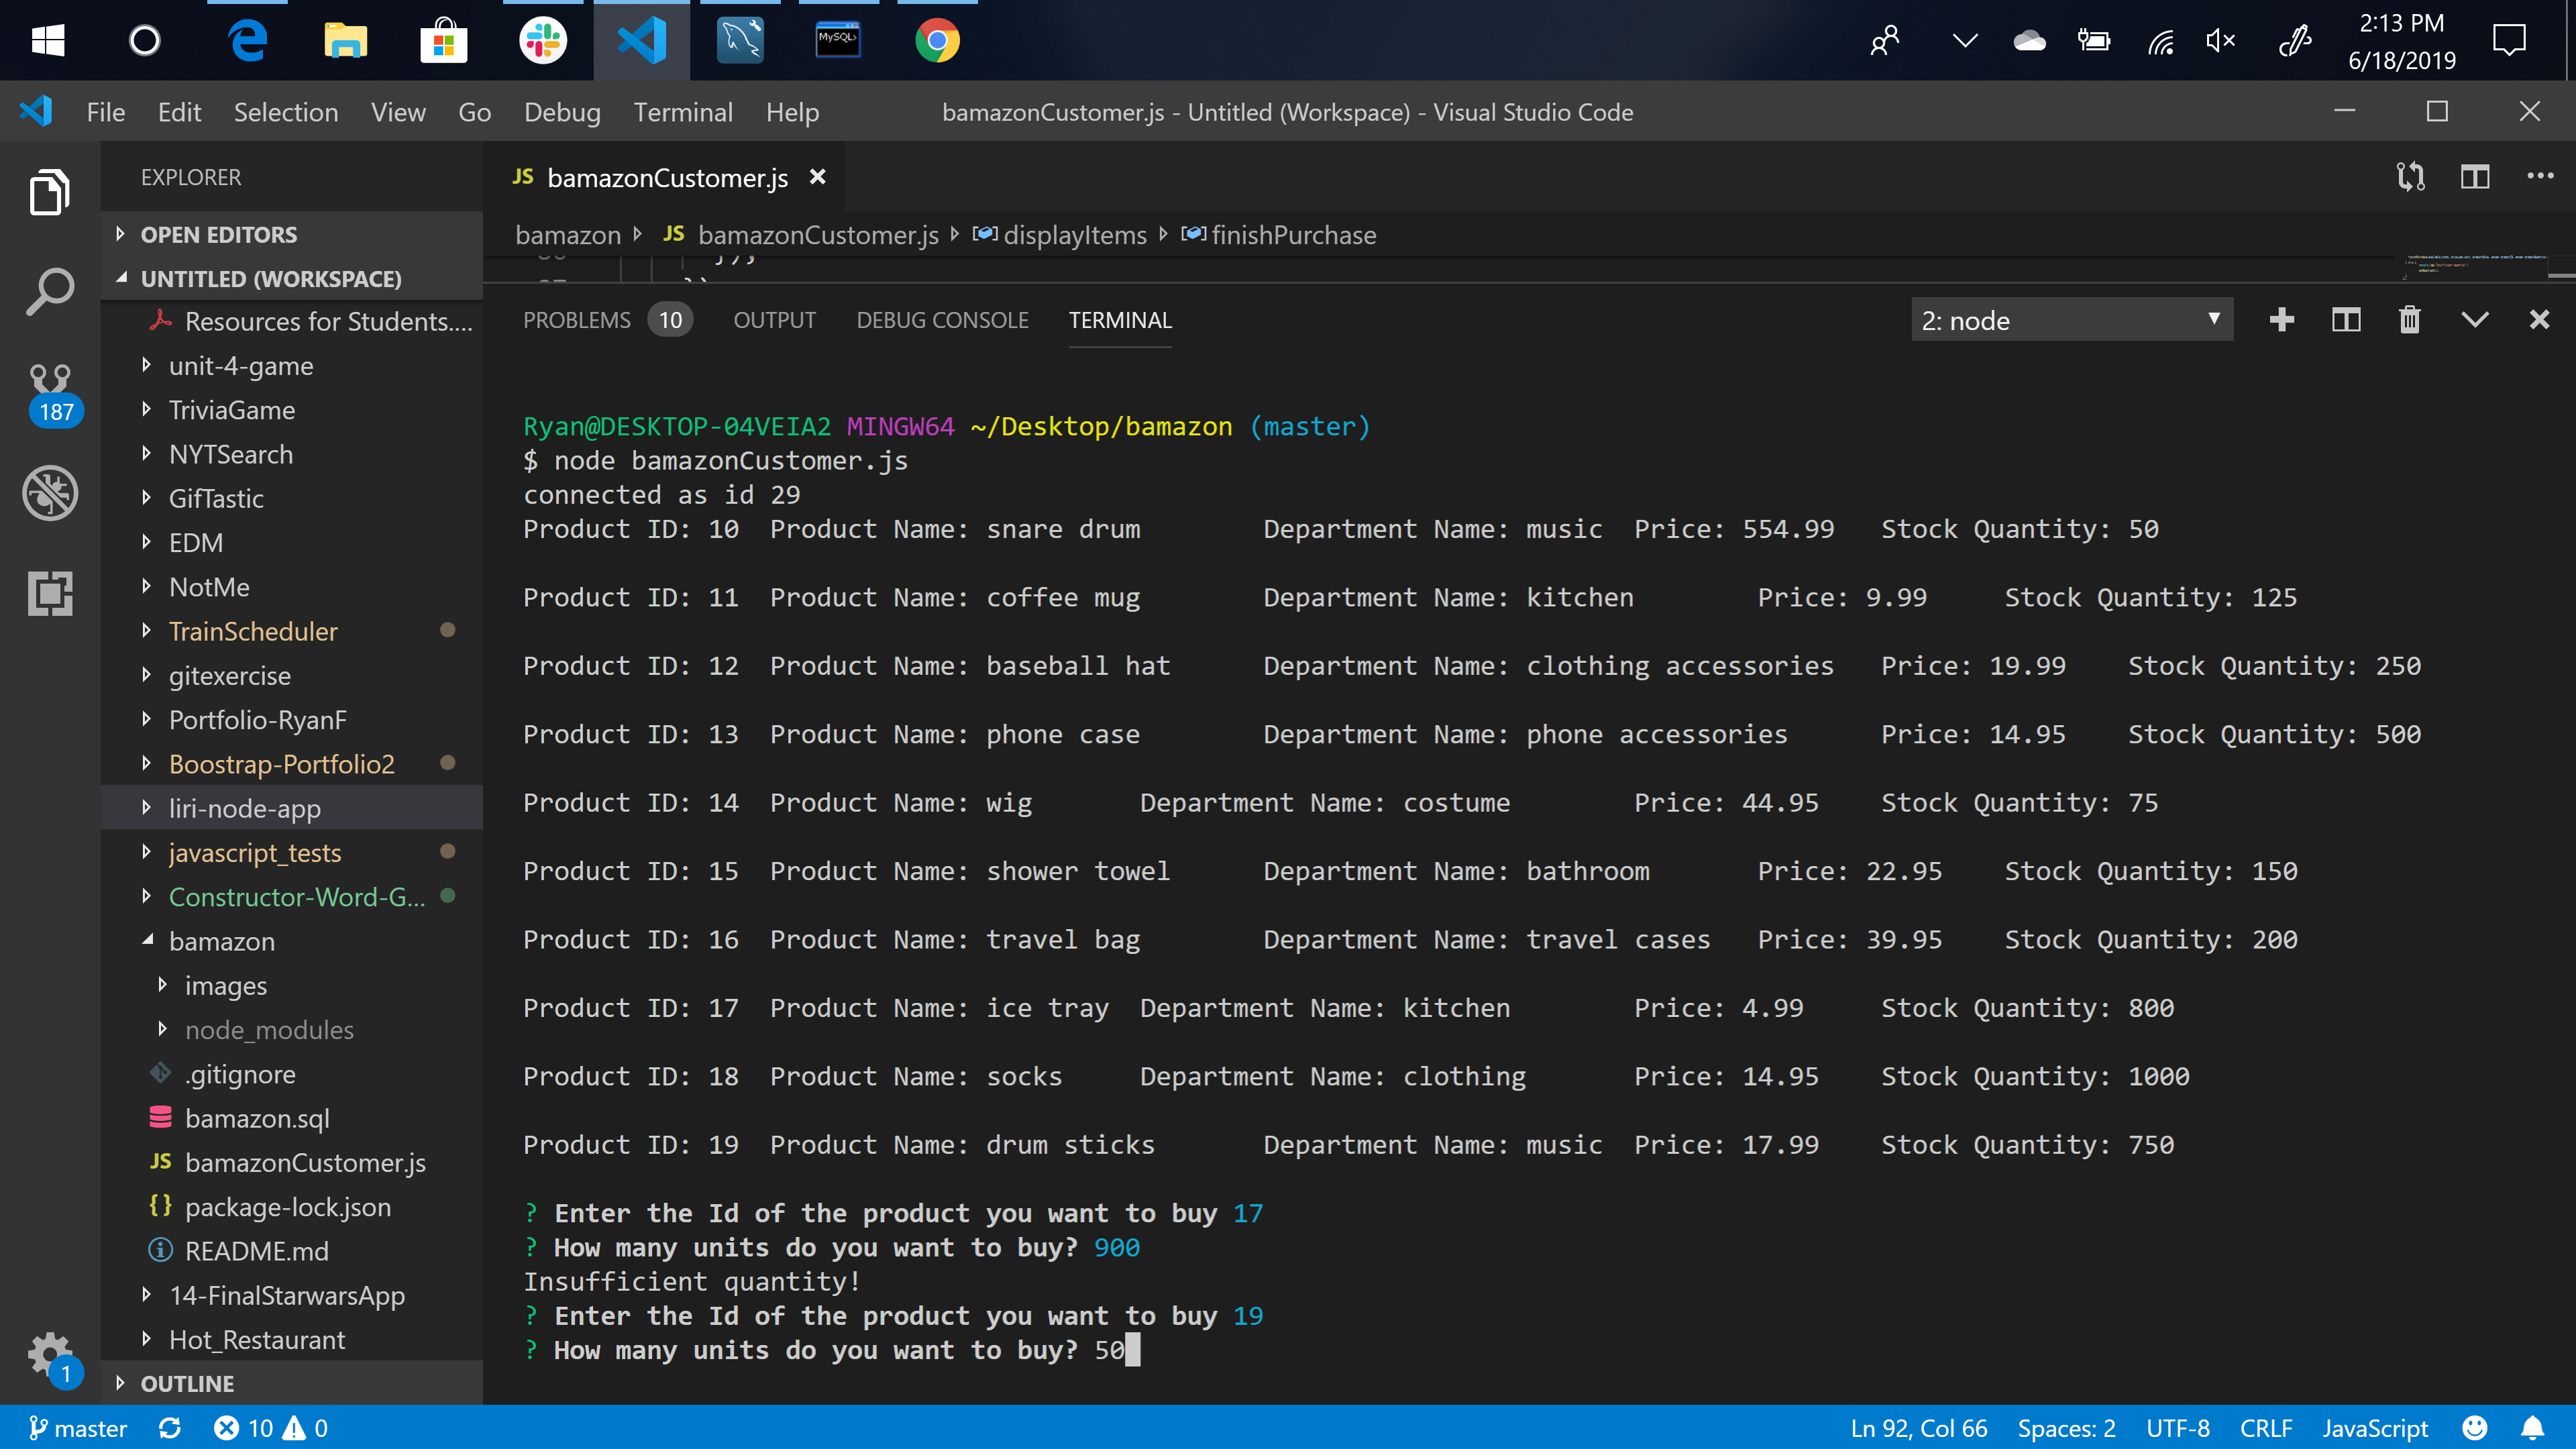 MySQL>
2:13 PM
6/18/2019
File Edit Selection View Go Debug Terminal Help
bamazonCustomer.js - Untitled (Workspace) - Visual Studio Code
EXPLORER
JS bamazonCustomer.js
OPEN EDITORS
bamazon JS bamazonCustomer.js displayItems finishPurchase
UNTITLED (WORKSPACE)
Resources for Students....
unit-4-game
TriviaGame
187
NYTSearch
GifTastic
EDM
NotMe
TrainScheduler
gitexercise
Portfolio-RyanF
Boostrap-Portfolio2
liri-node-app
javascript_tests
Constructor-Word-G...
bamazon
images
node_modules
.gitignore
bamazon.sql
JS bamazonCustomer.js
{} package-lock.json
README.md
14-FinalStarwarsApp
Hot_Restaurant
1
OUTLINE
PROBLEMS 10 OUTPUT DEBUG CONSOLE TERMINAL
2: node
Ryan@DESKTOP-04VEIA2 MINGW64 ~/Desktop/bamazon (master)
$ node bamazonCustomer.js
connected as id 29
Product ID: 10 Product Name: snare drum Department Name: music Price: 554.99 Stock Quantity: 50
Product ID: 11 Product Name: coffee mug Department Name: kitchen Price: 9.99 Stock Quantity: 125
Product ID: 12 Product Name: baseball hat Department Name: clothing accessories Price: 19.99 Stock Quantity: 250
Product ID: 13 Product Name: phone case Department Name: phone accessories Price: 14.95 Stock Quantity: 500
Product ID: 14 Product Name: wig Department Name: costume Price: 44.95 Stock Quantity: 75
Product ID: 15 Product Name: shower towel Department Name: bathroom Price: 22.95 Stock Quantity: 150
Product ID: 16 Product Name: travel bag Department Name: travel cases Price: 39.95 Stock Quantity: 200
Product ID: 17 Product Name: ice tray Department Name: kitchen Price: 4.99 Stock Quantity: 800
Product ID: 18 Product Name: socks Department Name: clothing Price: 14.95 Stock Quantity: 1000
Product ID: 19 Product Name: drum sticks Department Name: music Price: 17.99 Stock Quantity: 750
? Enter the Id of the product you want to buy 17
? How many units do you want to buy? 900
Insufficient quantity!
? Enter the Id of the product you want to buy 19
? How many units do you want to buy? 50
master 10 0
Ln 92, Col 66 Spaces: 2 UTF-8 CRLF JavaScript